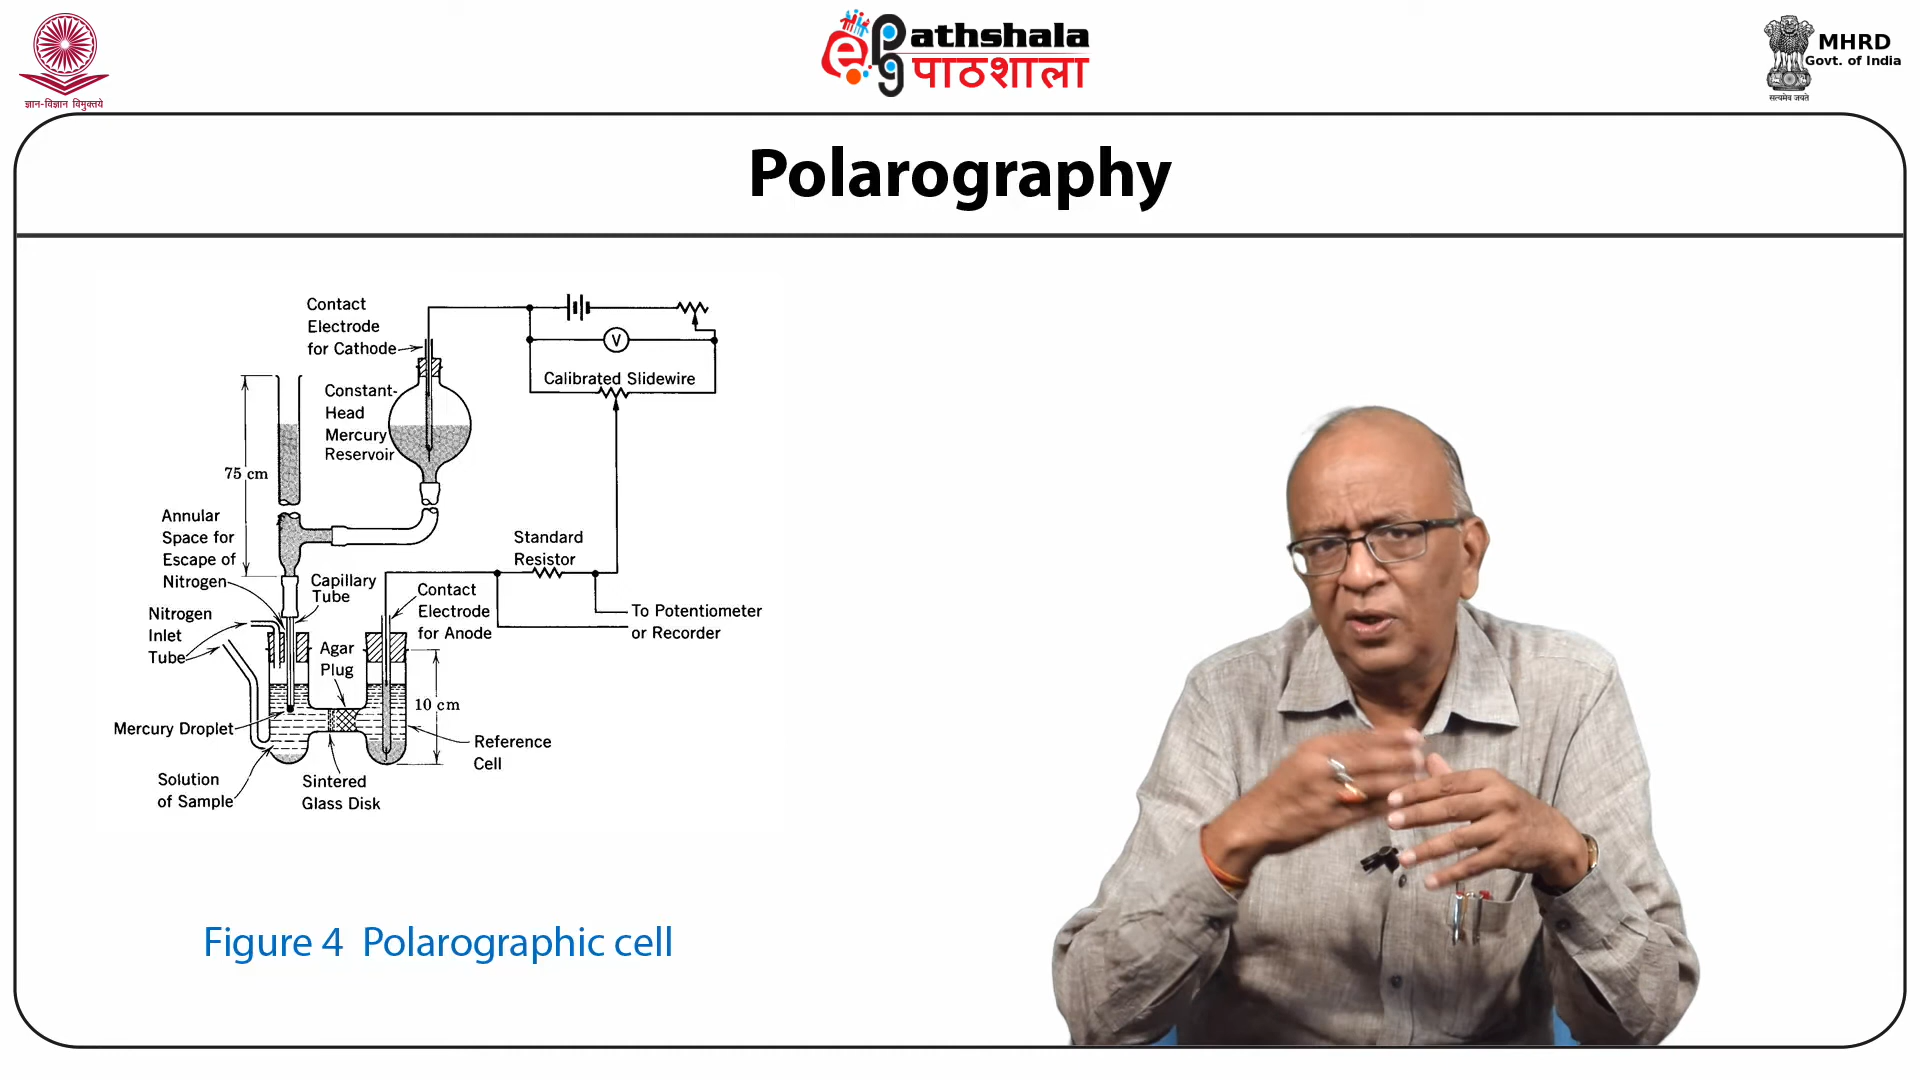 ज्ञान-विज्ञान विमुक्तये
ePGathshala
पाठशाला
MHRD
Govt. of India
सत्यमेव जयते
Polarography
Contact
Electrode
for Cathode
V
Calibrated Slidewire
Constant-
Head
Mercury
Reservoir
75 cm
Annular
Space for
Escape of
Nitrogen
Capillary
Tube
Standard
Resistor
Contact
Electrode
for Anode
To Potentiometer
or Recorder
Nitrogen
Inlet
Tube
Agar
Plug
10 cm
Mercury Droplet
Reference
Cell
Solution
of Sample
Sintered
Glass Disk
Figure 4 Polarographic cell